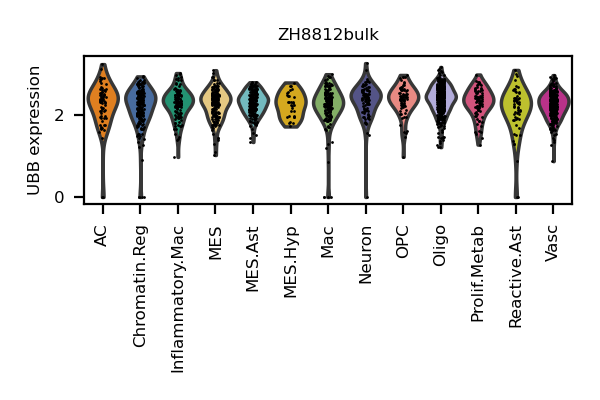 ZH8812bulk
UBB expression
2
0
AC
Chromatin.Reg
Inflammatory.Mac
MES
MES.Ast
MES.Hyp
Mac
Neuron
OPC
Oligo
Prolif.Metab
Reactive.Ast
Vasc